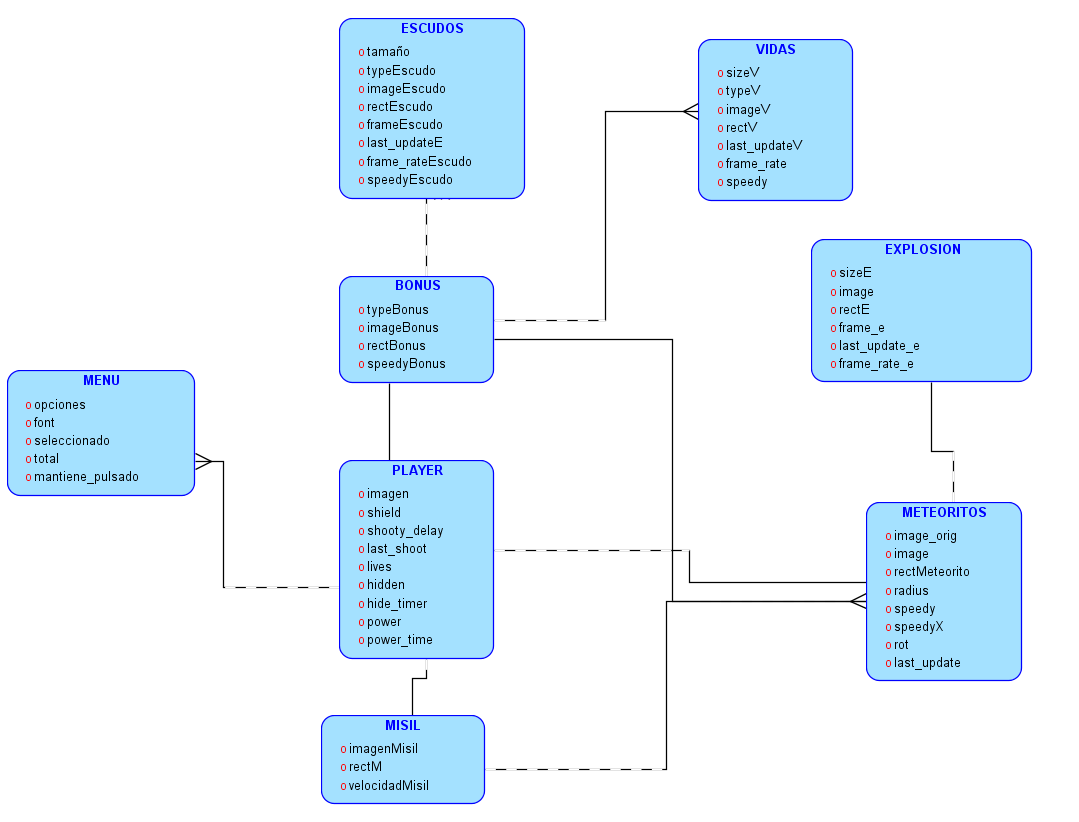 ESCUDOS
o tamaño
o typeEscudo
o imageEscudo
o rectEscudo
o frameEscudo
o last_updateE
o frame_rateEscudo
o speedyEscudo
VIDAS
o sizeV
o typeV
o imageV
o rectV
o last_updateV
o frame_rate
o speedy
EXPLOSION
o sizeE
o image
o rectE
o frame_e
o last_update_e
o frame_rate_e
BONUS
o typeBonus
o imageBonus
o rectBonus
o speedyBonus
MENU
o opciones
o font
o seleccionado
o total
o mantiene_pulsado
PLAYER
o imagen
o shield
o shooty_delay
o last_shoot
o lives
o hidden
o hide_timer
o power
o power_time
METEORITOS
o image_orig
o image
o rectMeteorito
o radius
o speedy
o speedyX
o rot
o last_update
MISIL
o imagenMisil
o rectM
o velocidadMisil